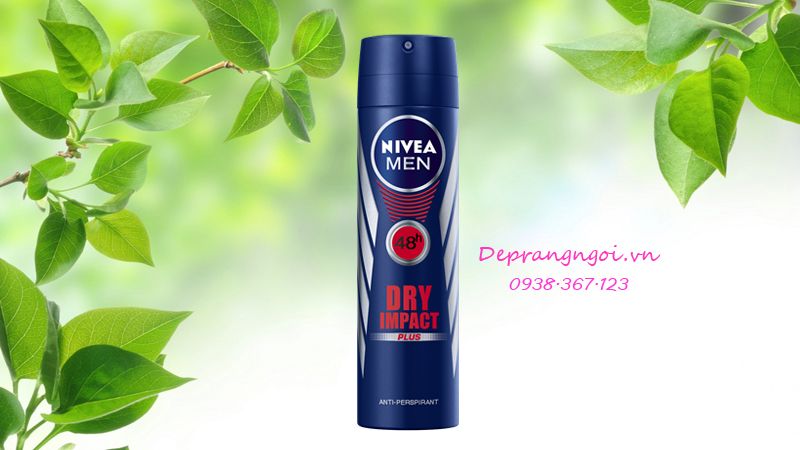 NIVEA
MEN
48h
DRY
IMPACT
PLUS
ANTI-PERSPIRANT
Deprangngoi.vn
0938·367·123